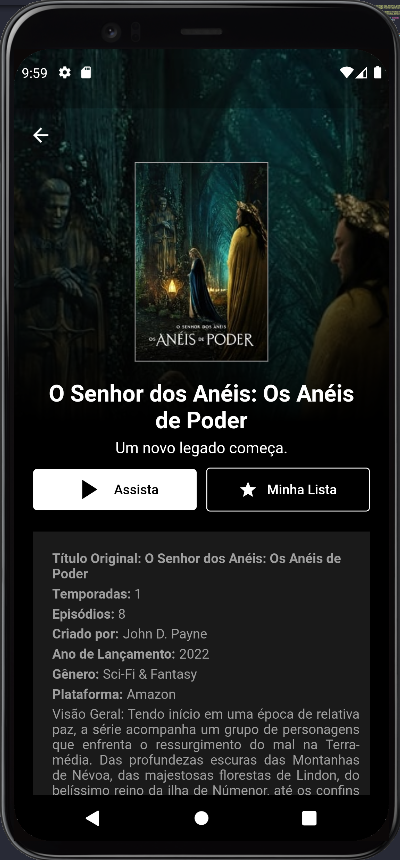 9:59
O SENHOR DOS ANÉIS
OS ANÉIS DE PODER
O Senhor dos Anéis: Os Anéis
de Poder
Um novo legado começa.
Assista
Minha Lista
Título Original: O Senhor dos Anéis: Os Anéis de
Poder
Temporadas: 1
Episódios: 8
Criado por: John D. Payne
Ano de Lançamento: 2022
Gênero: Sci-Fi & Fantasy
Plataforma: Amazon
Visão Geral: Tendo início em uma época de relativa
paz, a série acompanha um grupo de personagens
que enfrenta o ressurgimento do mal na Terra-
média. Das profundezas escuras das Montanhas
de Névoa, das majestosas florestas de Lindon, do
belíssimo reino da ilha de Númenor, até os confins